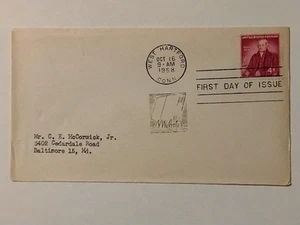 WEST HARTFORD
OCT 16
9-AM
1958
CONN.
4¢
FIRST DAY OF ISSUE
Mr. C. E. McCormick, Jr.
3402 Cedardale Road
Baltimore 15, Md.